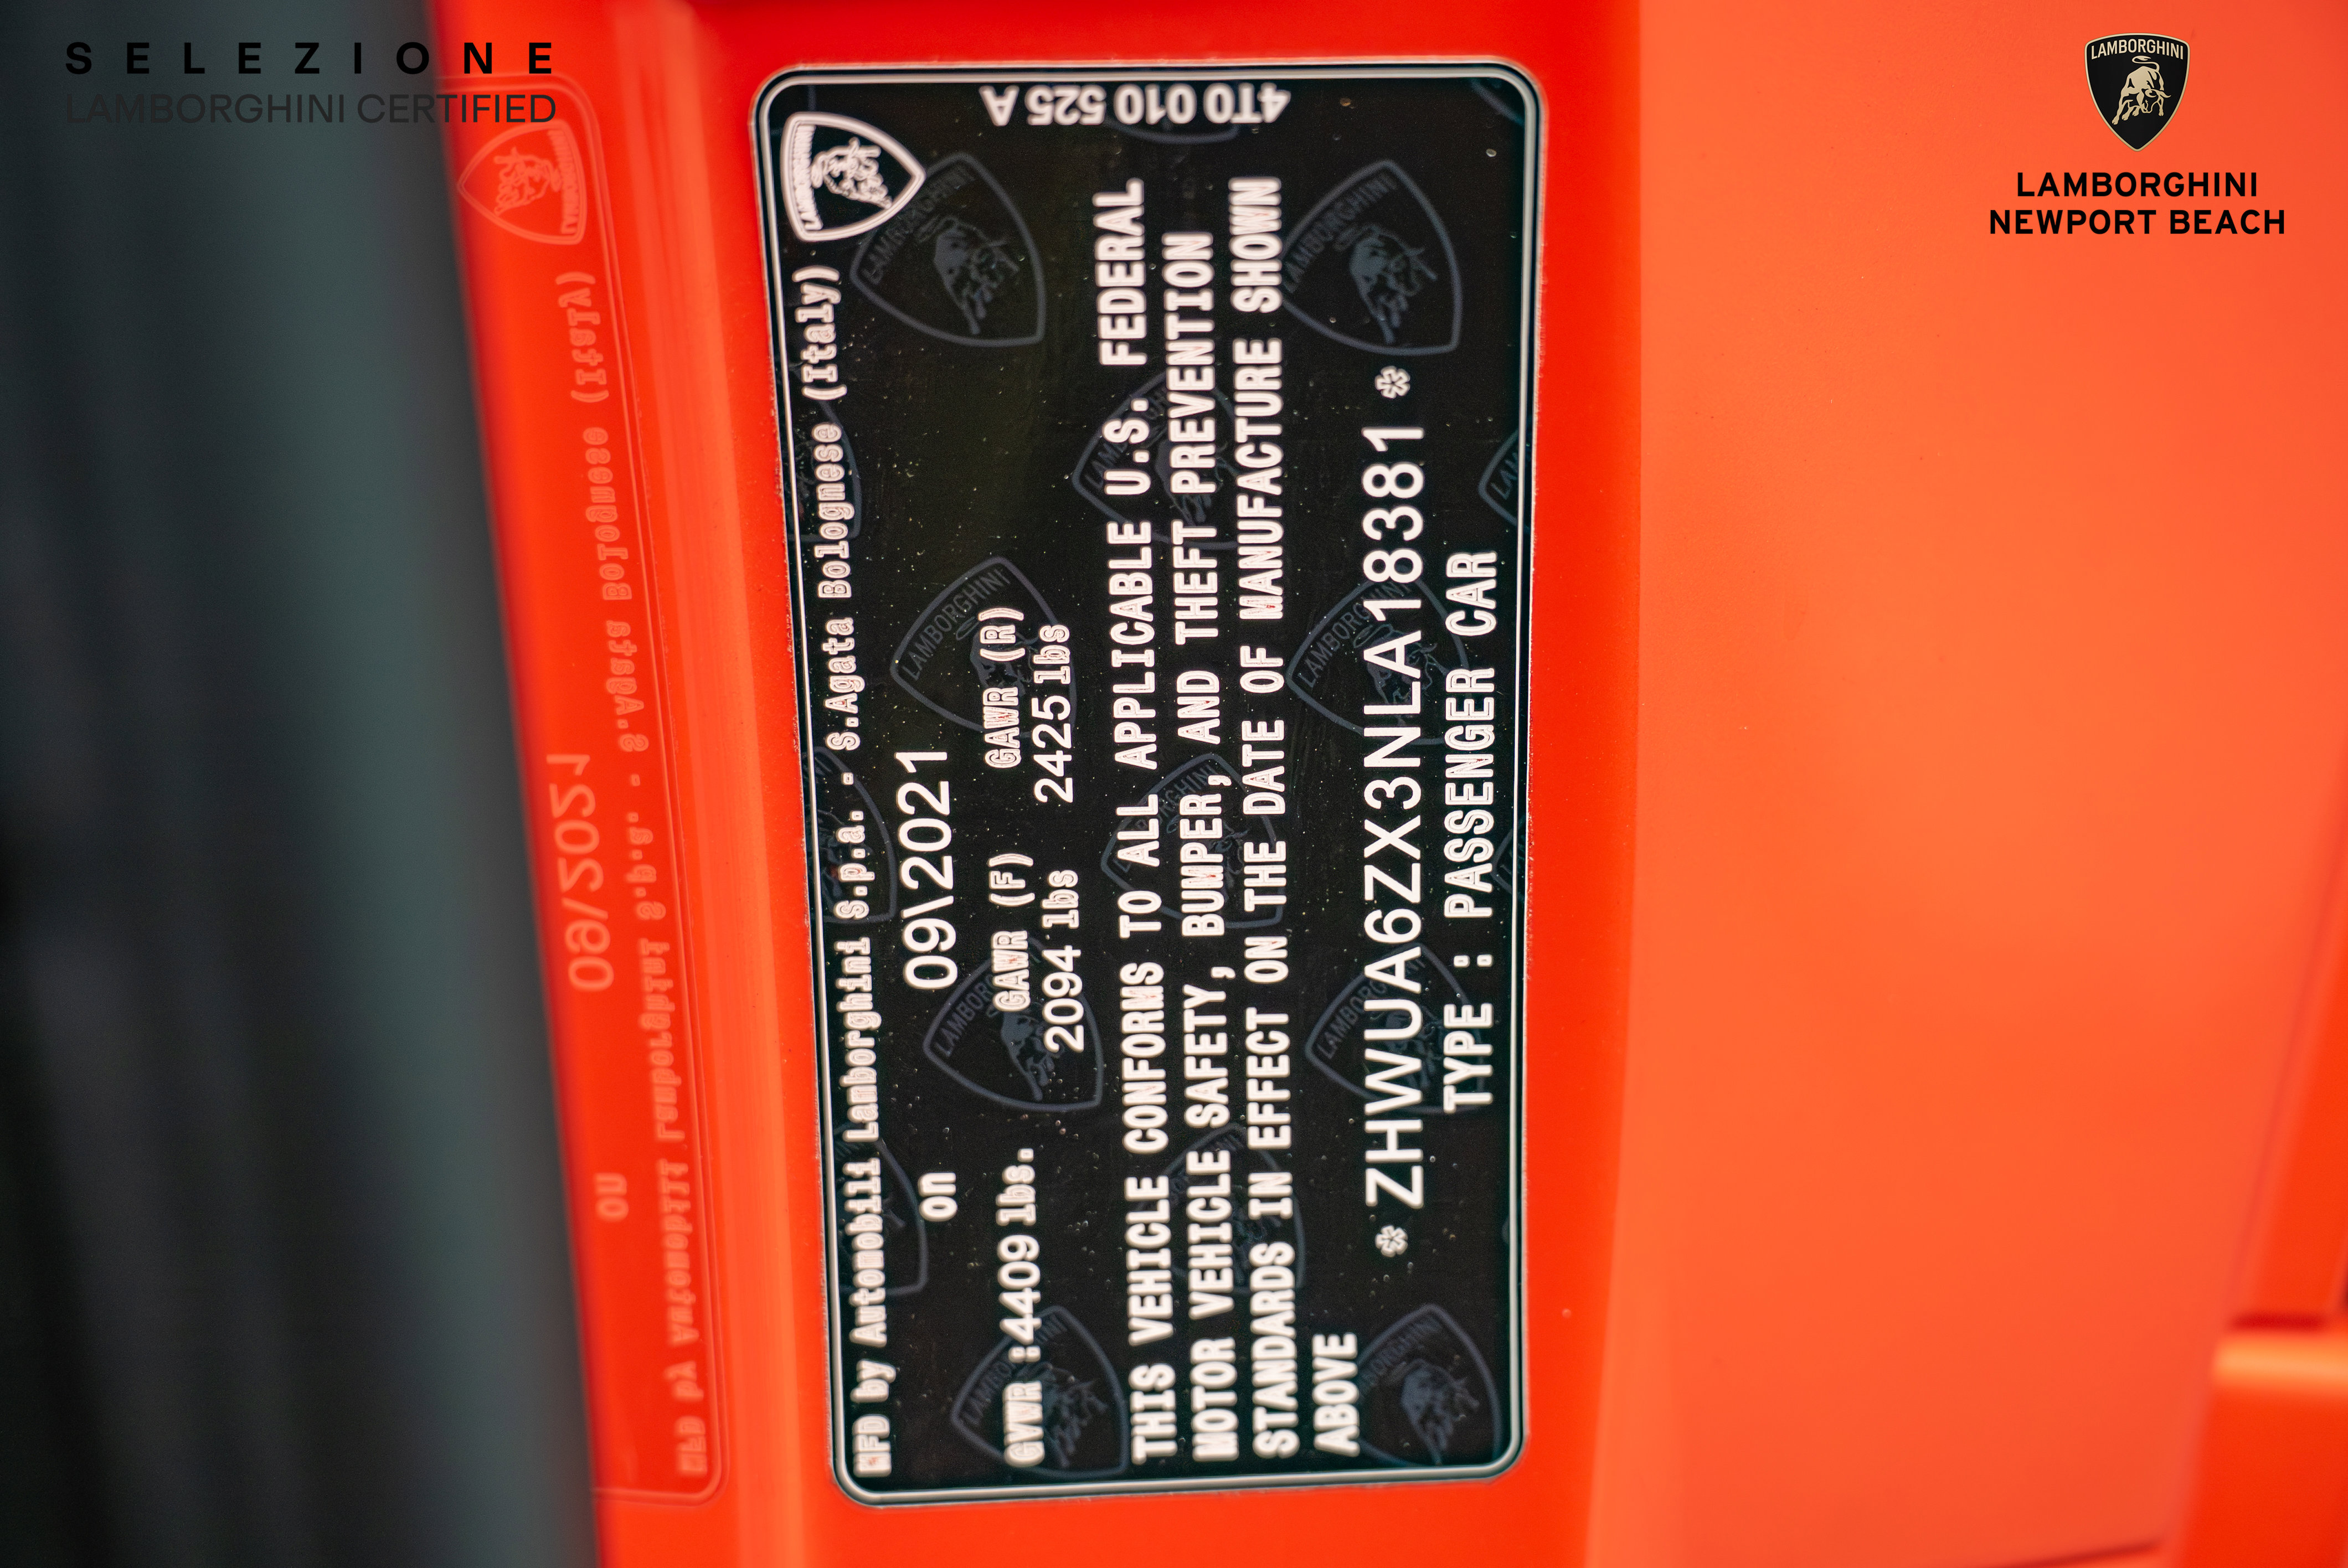 SELEZIONE
LAMBORGHINI CERTIFIED
LAMBORGHINI
LAMBORGHINI
NEWPORT BEACH
4T0 010 525 A
MFD by Automobili Lamborghini S.p.a. - S.Agata Bolognese (Italy)
on 09\2021
GVWR :4409 lbs. GAWR (F) GAWR (R)
2094 lbs 2425 lbs
THIS VEHICLE CONFORMS TO ALL APPLICABLE U.S. FEDERAL
MOTOR VEHICLE SAFETY, BUMPER, AND THEFT PREVENTION
STANDARDS IN EFFECT ON THE DATE OF MANUFACTURE SHOWN
ABOVE
* ZHWUA6ZX3NLA18381 *
TYPE : PASSENGER CAR